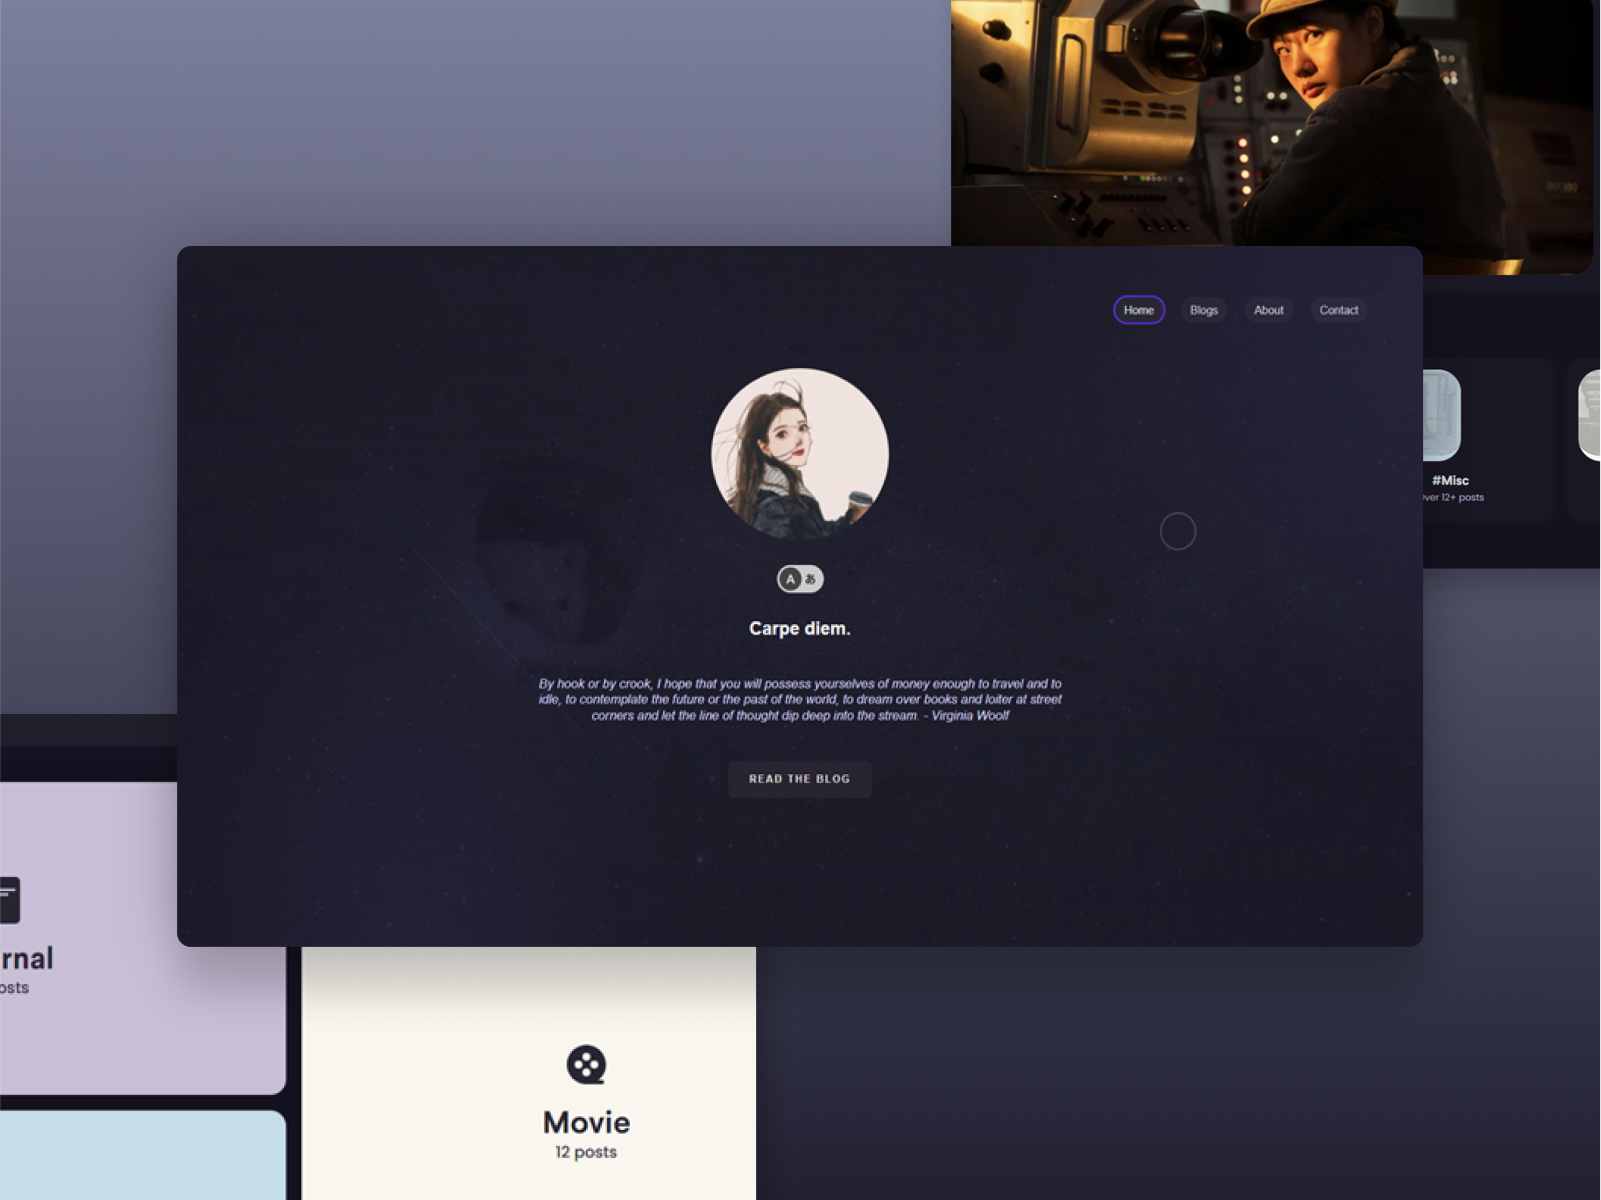 Home Blogs About Contact
#Misc
ver 12+ posts
A あ
Carpe diem.
By hook or by crook, I hope that you will possess yourselves of money enough to travel and to
idle, to contemplate the future or the past of the world, to dream over books and loiter at street
corners and let the line of thought dip deep into the stream. - Virginia Woolf
READ THE BLOG
rnal
osts
Movie
12 posts